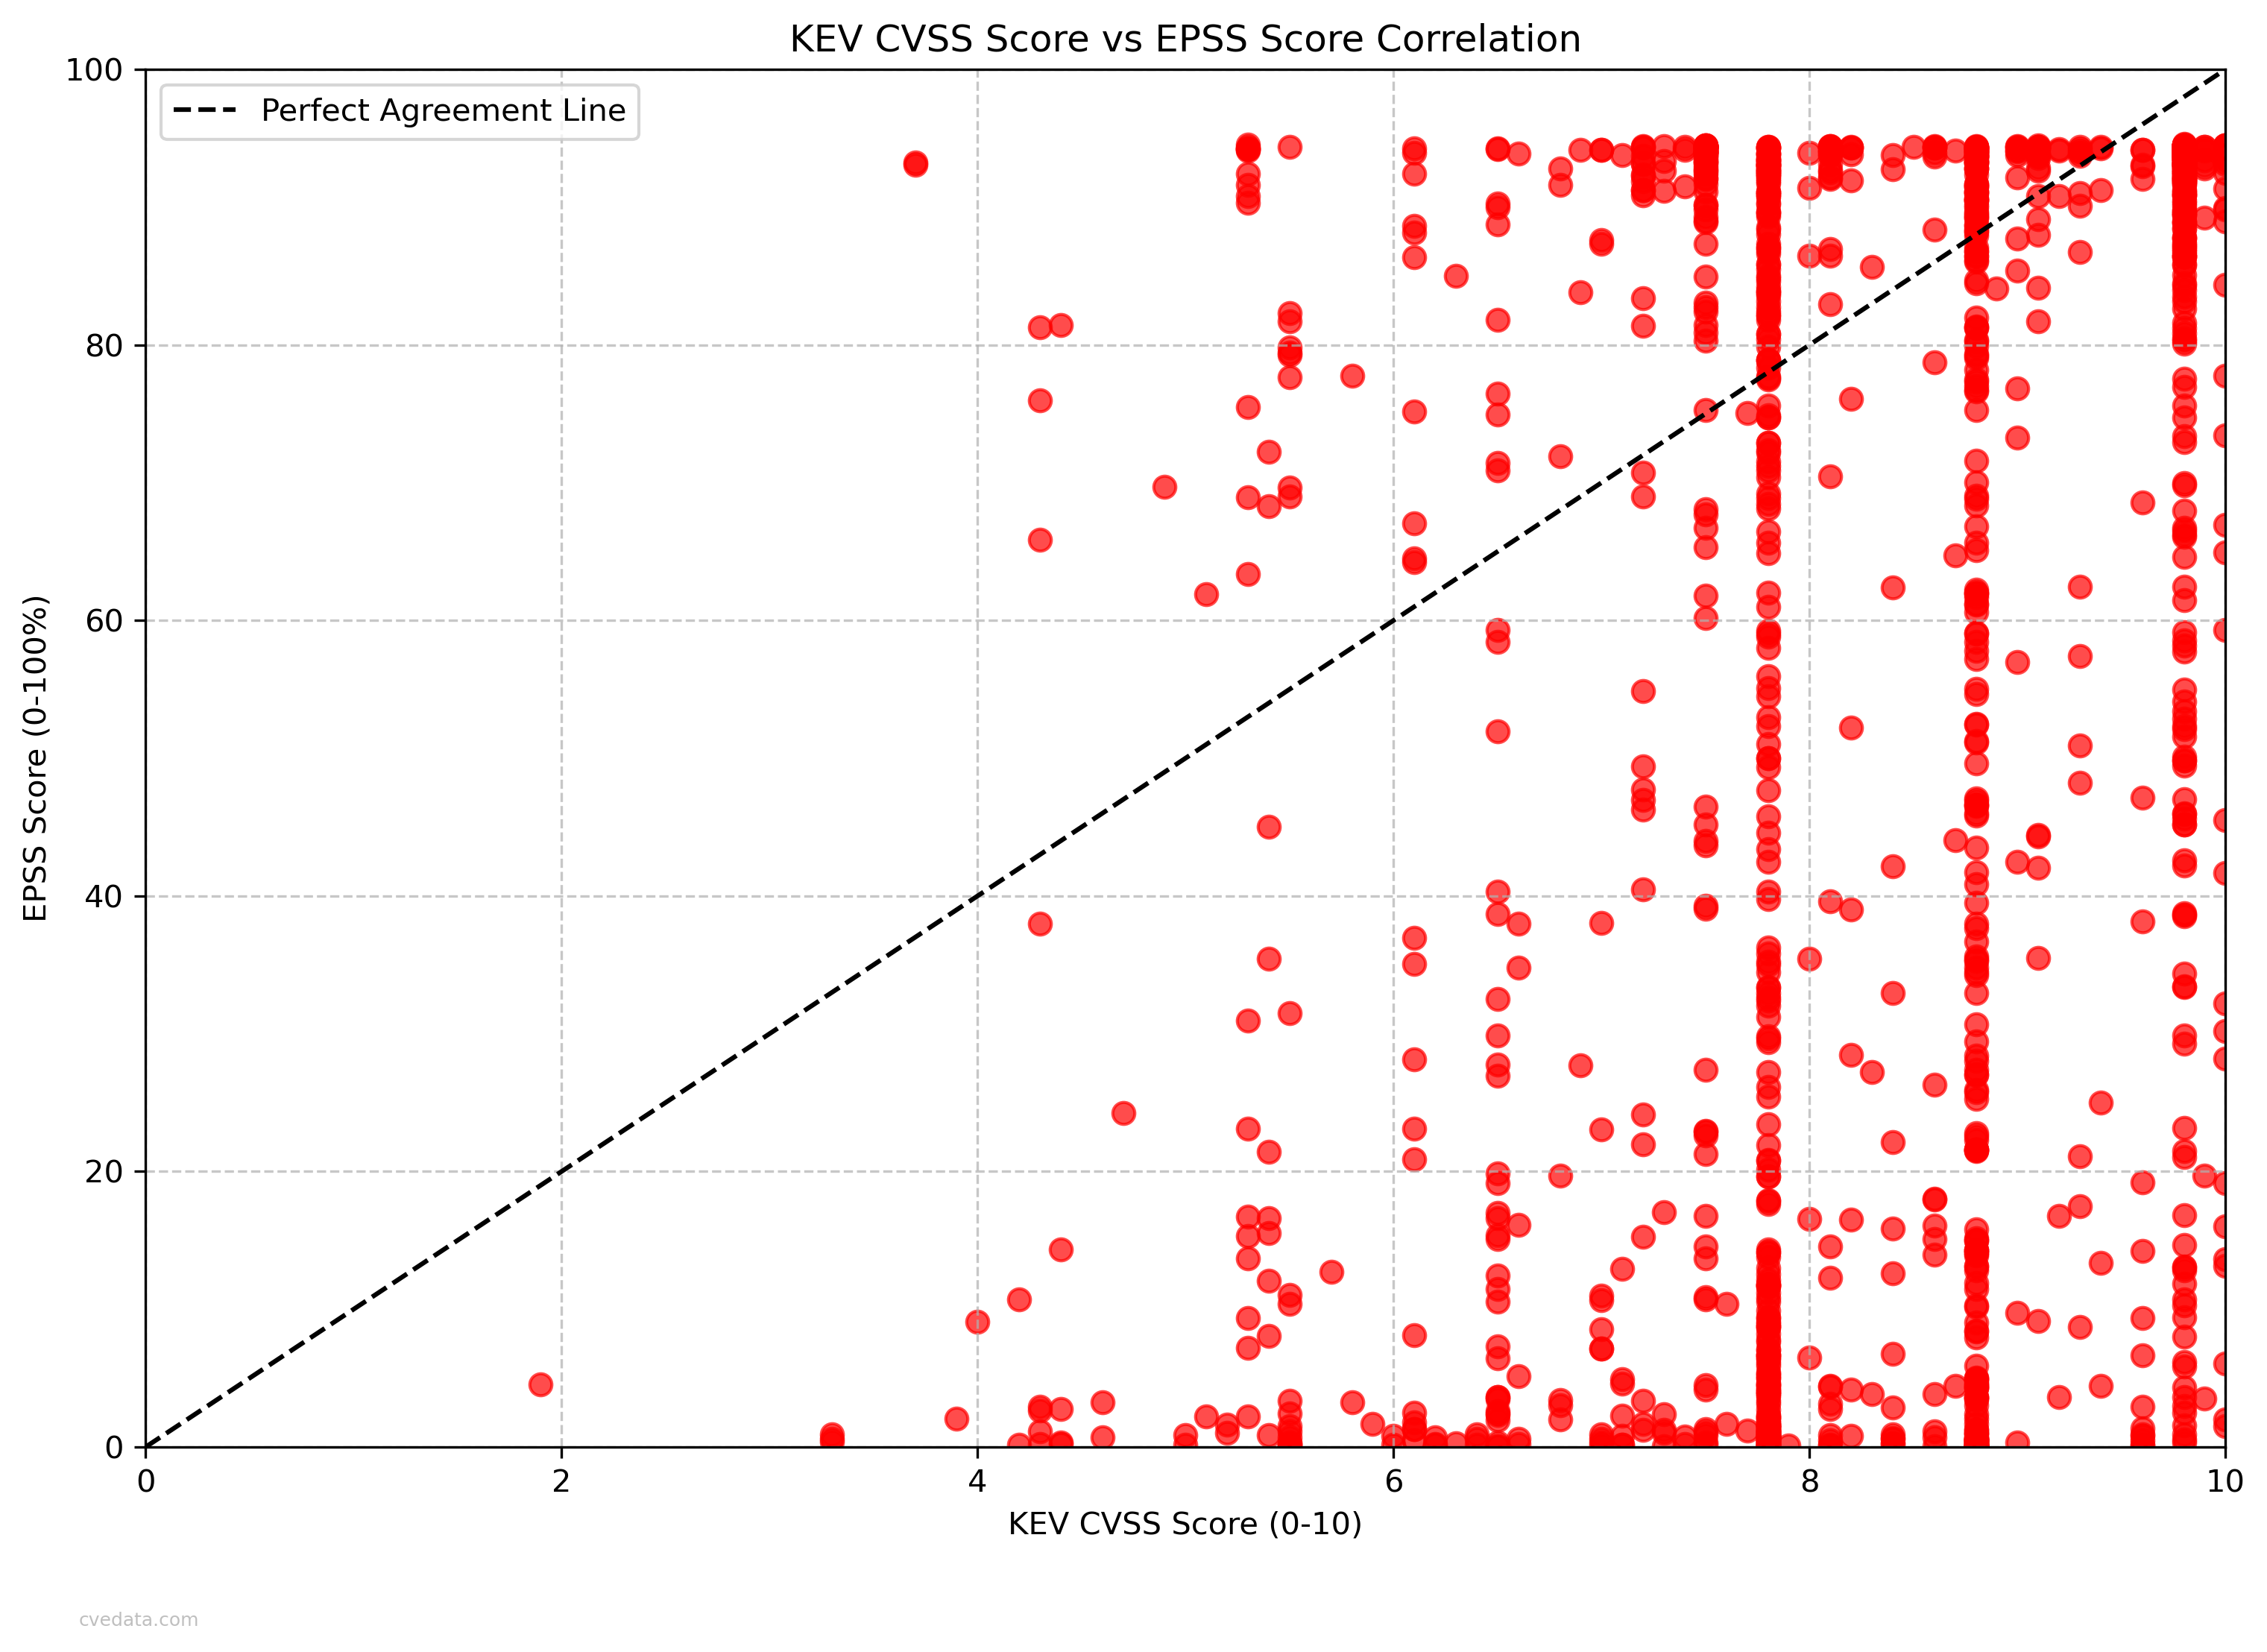 KEV CVSS Score vs EPSS Score Correlation
Perfect Agreement Line
EPSS Score (0-100%)
100
80
60
40
20
0
0 2 4 6 8 10
KEV CVSS Score (0-10)
cvedata.com